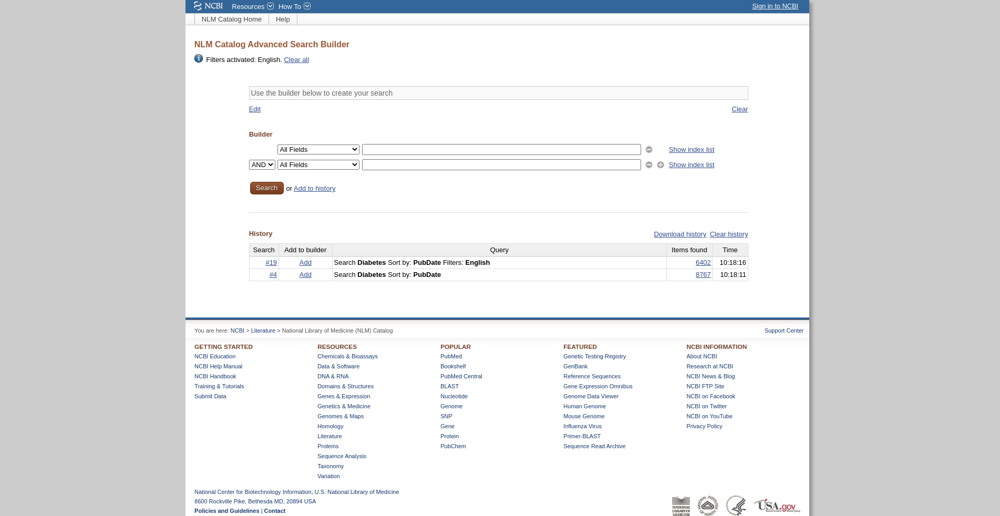 NCBI Resources How To Sign in to NCBI
NLM Catalog Home Help
NLM Catalog Advanced Search Builder
Filters activated: English. Clear all
Use the builder below to create your search
Edit Clear
Builder
All Fields Show index list
AND All Fields Show index list
Search or Add to history
History Download history Clear history
Search Add to builder Query Items found Time
#19 Add Search Diabetes Sort by: PubDate Filters: English 6402 10:18:16
#4 Add Search Diabetes Sort by: PubDate 8767 10:18:11
You are here: NCBI > Literature > National Library of Medicine (NLM) Catalog Support Center
GETTING STARTED
NCBI Education
NCBI Help Manual
NCBI Handbook
Training & Tutorials
Submit Data
RESOURCES
Chemicals & Bioassays
Data & Software
DNA & RNA
Domains & Structures
Genes & Expression
Genetics & Medicine
Genomes & Maps
Homology
Literature
Proteins
Sequence Analysis
Taxonomy
Variation
POPULAR
PubMed
Bookshelf
PubMed Central
BLAST
Nucleotide
Genome
SNP
Gene
Protein
PubChem
FEATURED
Genetic Testing Registry
GenBank
Reference Sequences
Gene Expression Omnibus
Genome Data Viewer
Human Genome
Mouse Genome
Influenza Virus
Primer-BLAST
Sequence Read Archive
NCBI INFORMATION
About NCBI
Research at NCBI
NCBI News & Blog
NCBI FTP Site
NCBI on Facebook
NCBI on Twitter
NCBI on YouTube
Privacy Policy
National Center for Biotechnology Information, U.S. National Library of Medicine
8600 Rockville Pike, Bethesda MD, 20894 USA
Policies and Guidelines | Contact
NATIONAL
LIBRARY OF
MEDICINE
NATIONAL INSTITUTES OF HEALTH
USA.gov
Government Made Easy